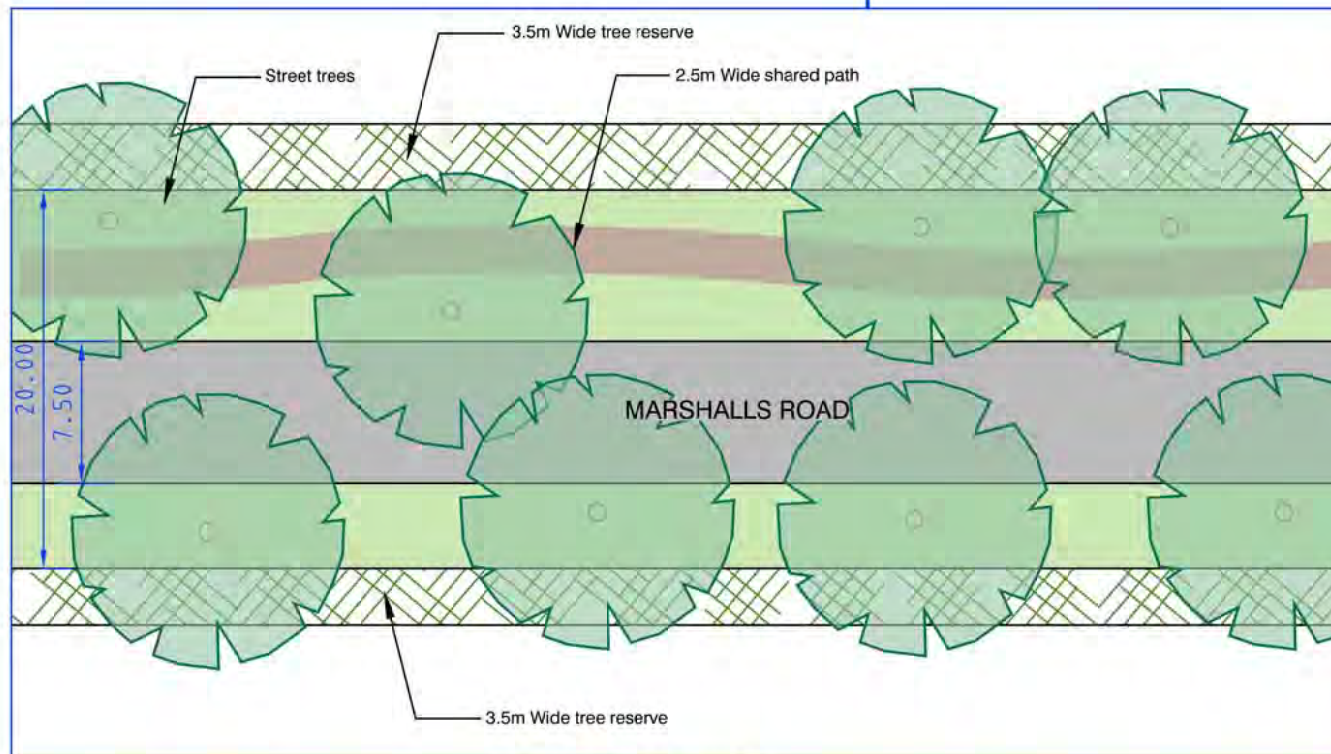 3.5m Wide tree reserve
Street trees
2.5m Wide shared path
20.00
7.50
MARSHALLS ROAD
3.5m Wide tree reserve